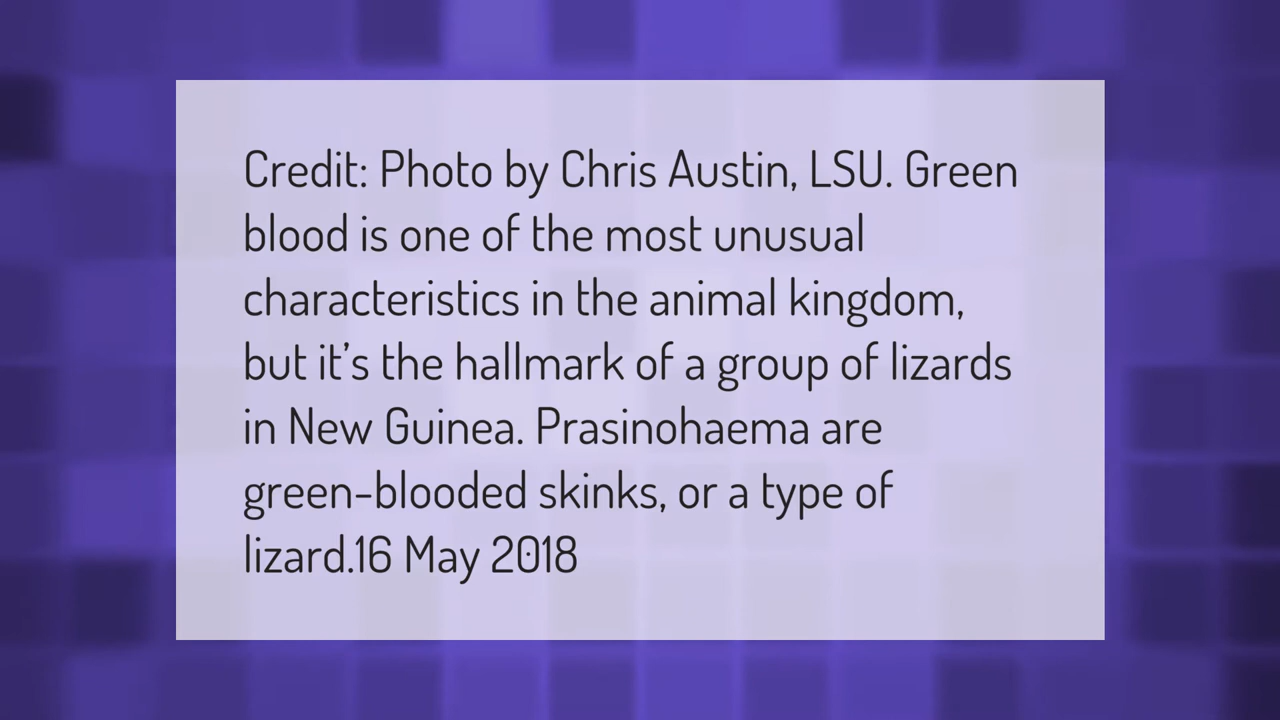 Credit: Photo by Chris Austin, LSU. Green
blood is one of the most unusual
characteristics in the animal kingdom,
but it’s the hallmark of a group of lizards
in New Guinea. Prasinohaema are
green-blooded skinks, or a type of
lizard.16 May 2018